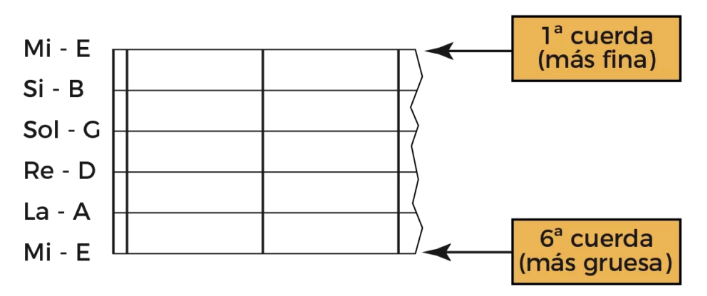 Mi - E
Si - B
Sol - G
Re - D
La - A
Mi - E
1ª cuerda
(más fina)
6ª cuerda
(más gruesa)